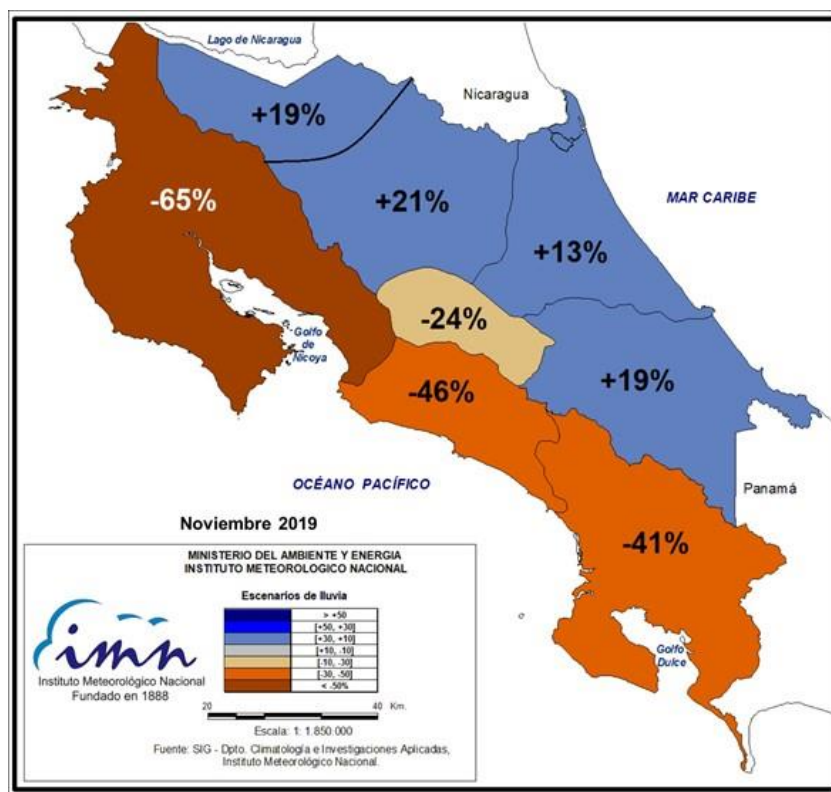 Lago de Nicaragua
Nicaragua
+19%
-65%
+21%
MAR CARIBE
+13%
-24%
Golfo
de
Nicoya
-46%
+19%
OCÉANO PACÍFICO
Panamá
Noviembre 2019
-41%
MINISTERIO DEL AMBIENTE Y ENERGIA
INSTITUTO METEOROLOGICO NACIONAL
Escenarios de lluvia
> +50
[+50, +30]
[+30, +10]
[+10, -10]
[-10, -30]
[-30, -50]
< -50%
imn
Instituto Meteorológico Nacional
Fundado en 1888
20 40 Km.
Escala: 1: 1.850.000
Fuente: SIG - Dpto. Climatología e Investigaciones Aplicadas,
Instituto Meteorológico Nacional.
Golfo
Dulce